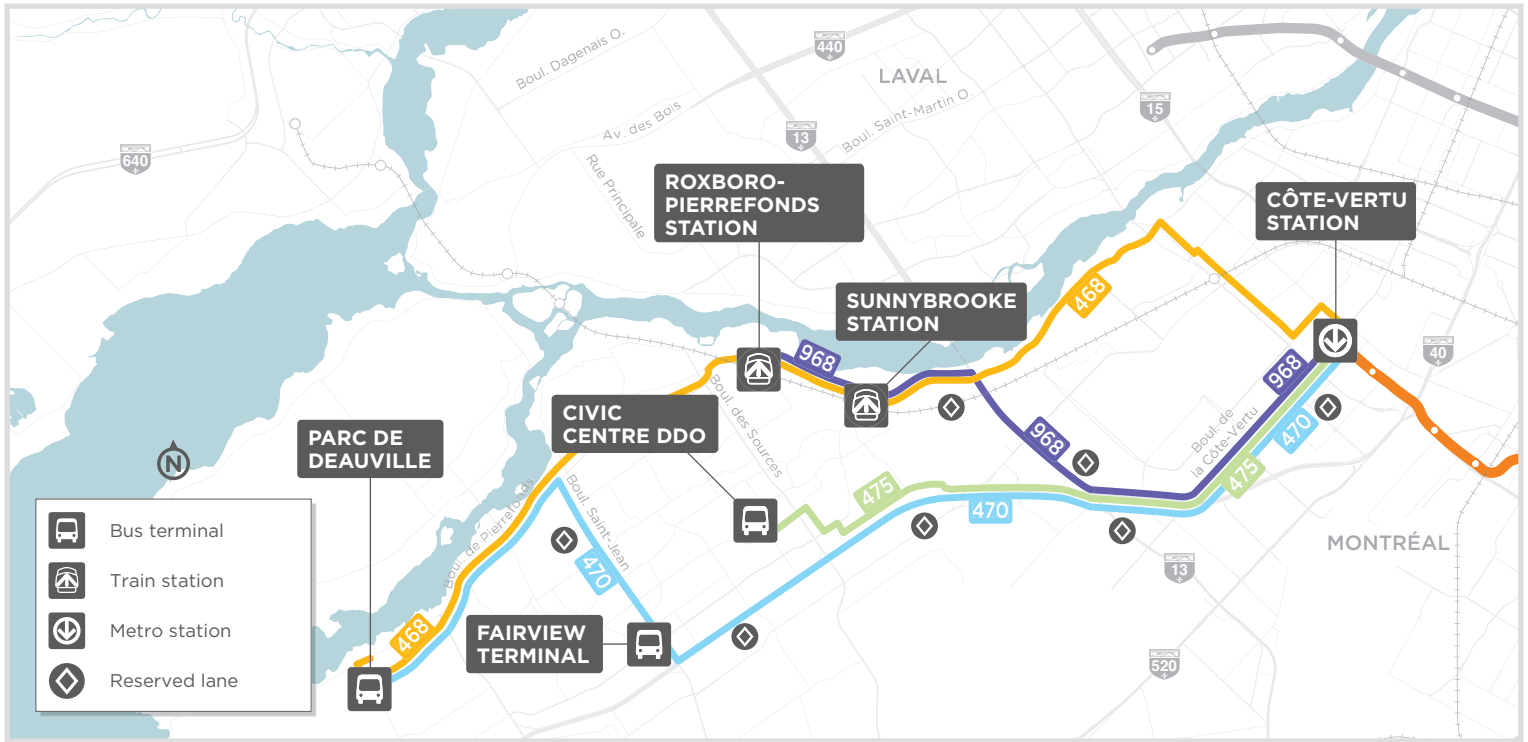 Boul. Dagenais O.
440
LAVAL
15
Av. des Bois
13
Boul. Saint-Martin O.
640
Rue Principale
ROXBORO-
PIERREFONDS
STATION
CÔTE-VERTU
STATION
SUNNYBROOKE
STATION
468
968
40
968
CIVIC
CENTRE DDO
Boul. des Sources
Boul. de
la Côte-Vertu
470
PARC DE
DEAUVILLE
N
968
475
475
470
Boul. Saint-Jean
Boul. de Pierrefonds
470
MONTRÉAL
13
468
FAIRVIEW
TERMINAL
520
Bus terminal
Train station
Metro station
Reserved lane